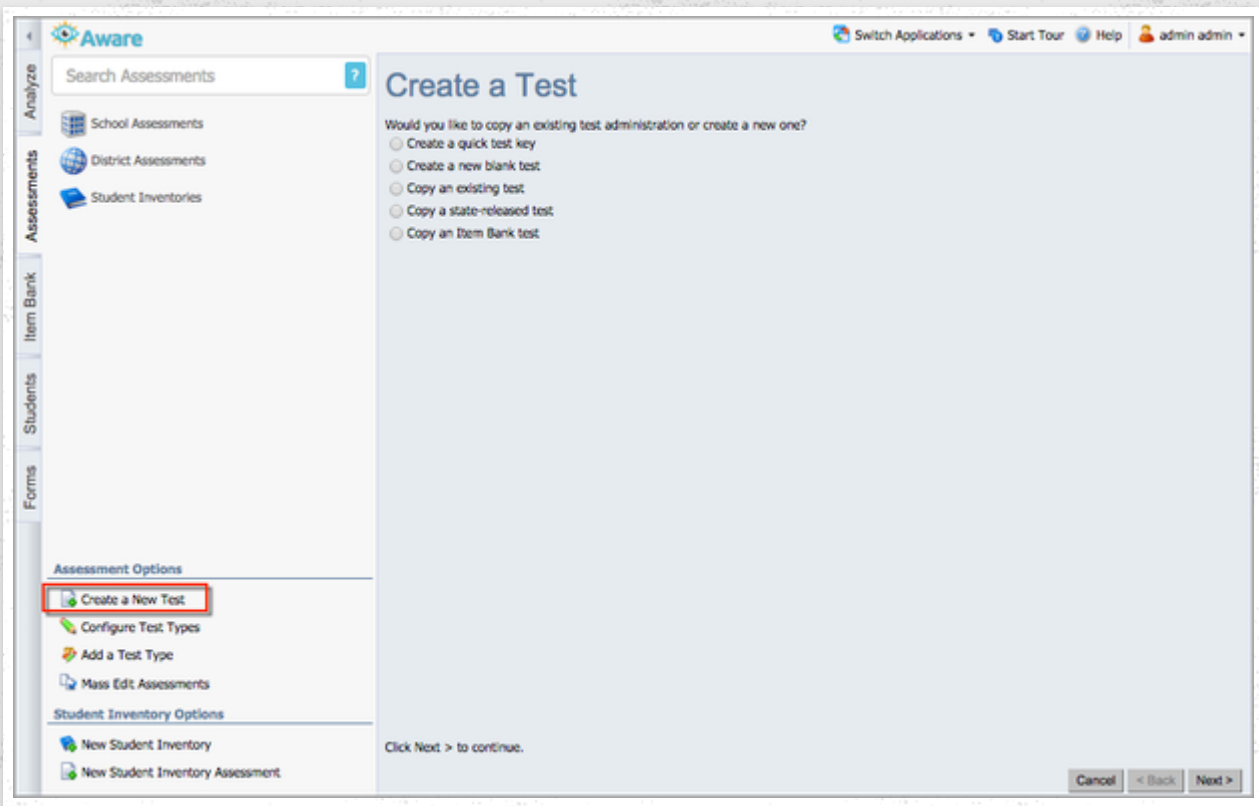 Aware
Switch Applications
Start Tour
Help
admin admin
Analyze
Assessments
Item Bank
Students
Forms
Search Assessments
?
School Assessments
District Assessments
Student Inventories
Assessment Options
Create a New Test
Configure Test Types
Add a Test Type
Mass Edit Assessments
Student Inventory Options
New Student Inventory
New Student Inventory Assessment
Create a Test
Would you like to copy an existing test administration or create a new one?
Create a quick test key
Create a new blank test
Copy an existing test
Copy a state-released test
Copy an Item Bank test
Click Next > to continue.
Cancel
< Back
Next >